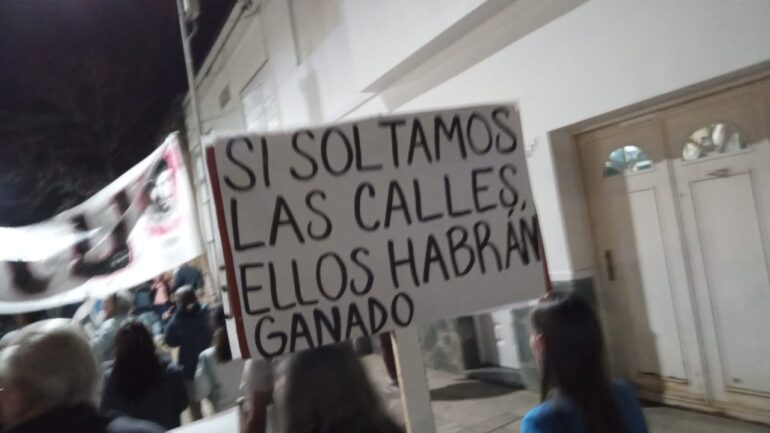 SI SOLTAMOS
LAS CALLES,
ELLOS HABRÁN
GANADO